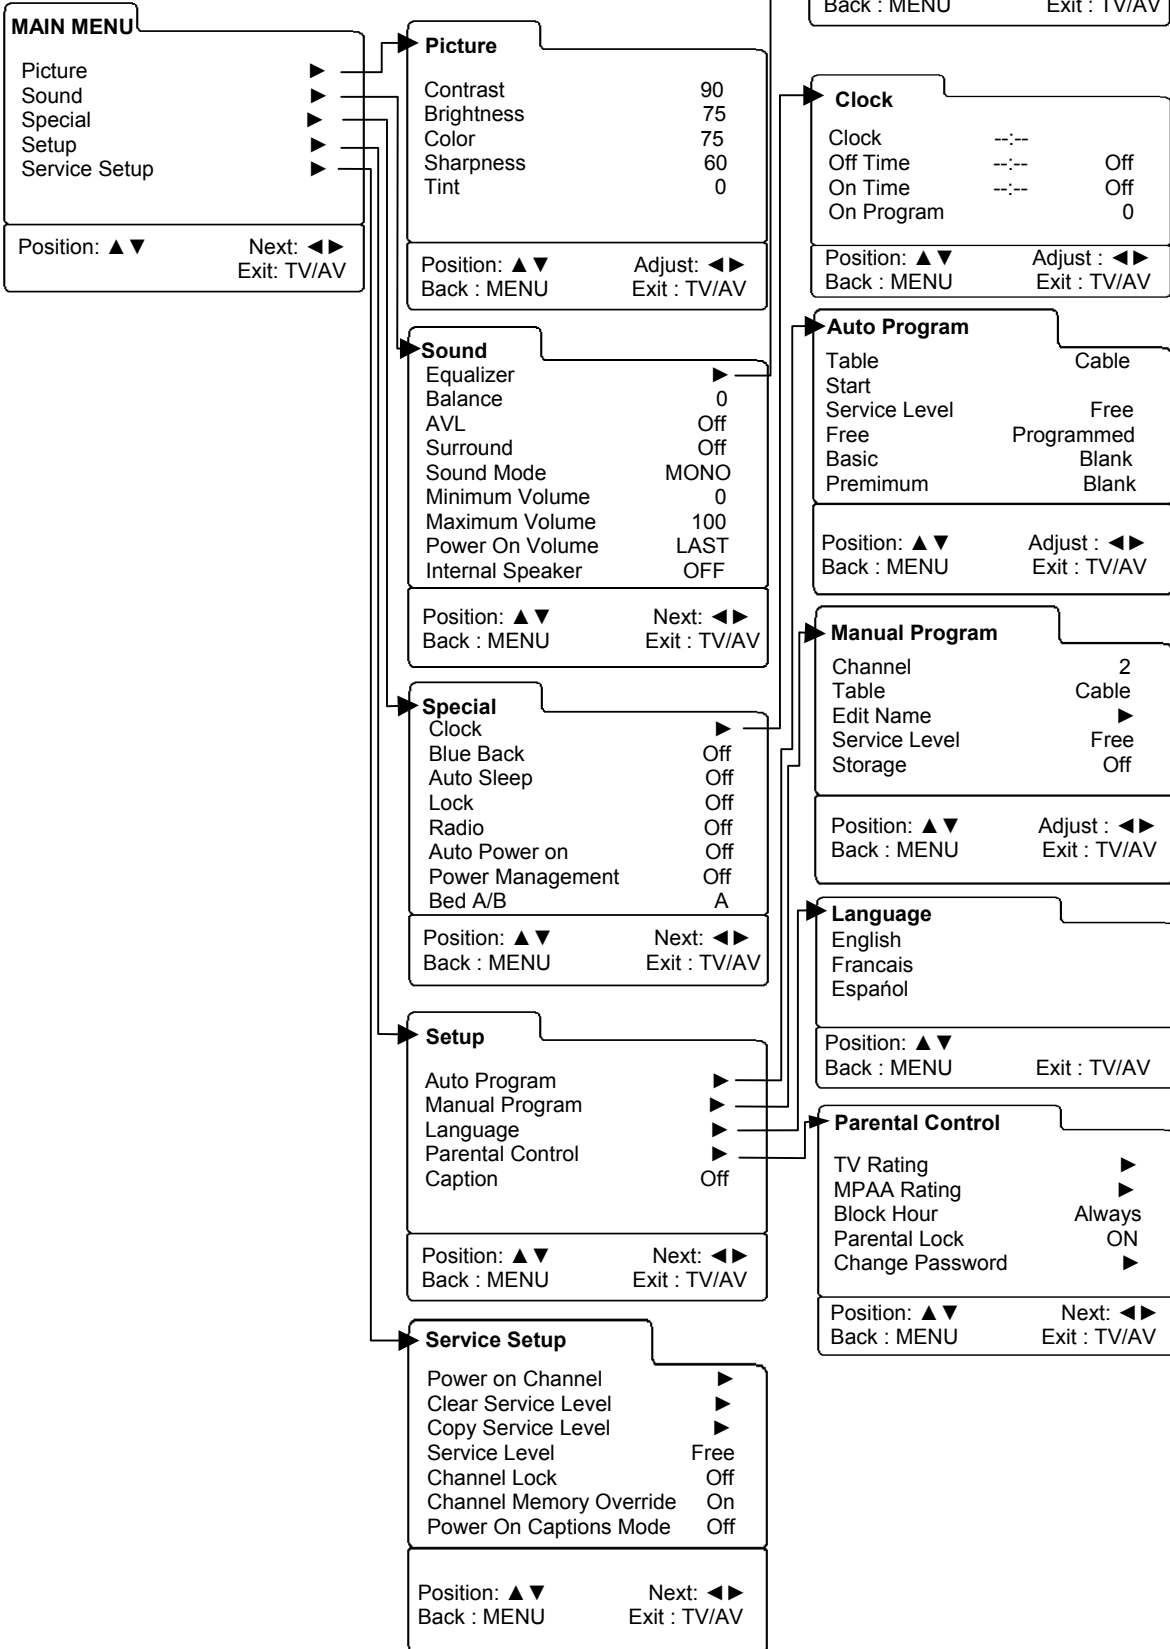 Back : MENU Exit : TV/AV
MAIN MENU
Picture ►
Sound ►
Special ►
Setup ►
Service Setup ►
Position: ▲▼ Next: ◄►
Exit: TV/AV
Picture
Contrast 90
Brightness 75
Color 75
Sharpness 60
Tint 0
Position: ▲▼ Adjust: ◄►
Back : MENU Exit : TV/AV
Sound
Equalizer ►
Balance 0
AVL Off
Surround Off
Sound Mode MONO
Minimum Volume 0
Maximum Volume 100
Power On Volume LAST
Internal Speaker OFF
Position: ▲▼ Next: ◄►
Back : MENU Exit : TV/AV
Special
Clock ►
Blue Back Off
Auto Sleep Off
Lock Off
Radio Off
Auto Power on Off
Power Management Off
Bed A/B A
Position: ▲▼ Next: ◄►
Back : MENU Exit : TV/AV
Setup
Auto Program ►
Manual Program ►
Language ►
Parental Control ►
Caption Off
Position: ▲▼ Next: ◄►
Back : MENU Exit : TV/AV
Service Setup
Power on Channel ►
Clear Service Level ►
Copy Service Level ►
Service Level Free
Channel Lock Off
Channel Memory Override On
Power On Captions Mode Off
Position: ▲▼ Next: ◄►
Back : MENU Exit : TV/AV
Clock
Clock --:--
Off Time --:-- Off
On Time --:-- Off
On Program 0
Position: ▲▼ Adjust : ◄►
Back : MENU Exit : TV/AV
Auto Program
Table Cable
Start
Service Level Free
Free Programmed
Basic Blank
Premimum Blank
Position: ▲▼ Adjust : ◄►
Back : MENU Exit : TV/AV
Manual Program
Channel 2
Table Cable
Edit Name ►
Service Level Free
Storage Off
Position: ▲▼ Adjust : ◄►
Back : MENU Exit : TV/AV
Language
English
Francais
Espańol
Position: ▲▼
Back : MENU Exit : TV/AV
Parental Control
TV Rating ►
MPAA Rating ►
Block Hour Always
Parental Lock ON
Change Password ►
Position: ▲▼ Next: ◄►
Back : MENU Exit : TV/AV